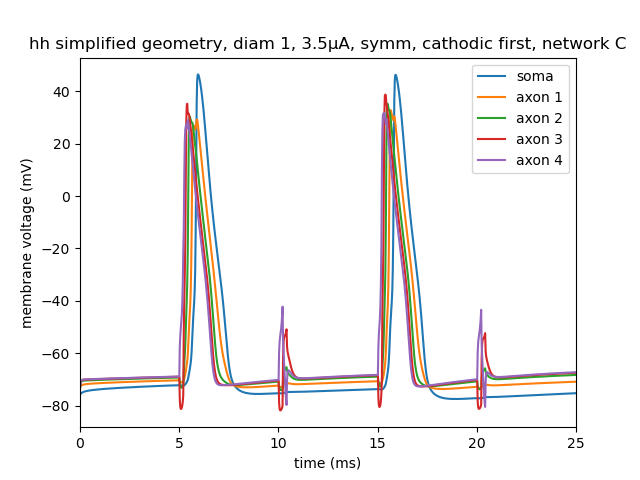 hh simplified geometry, diam 1, 3.5μA, symm, cathodic first, network C
soma
axon 1
axon 2
axon 3
axon 4
membrane voltage (mV)
40
20
0
−20
−40
−60
−80
0 5 10 15 20 25
time (ms)